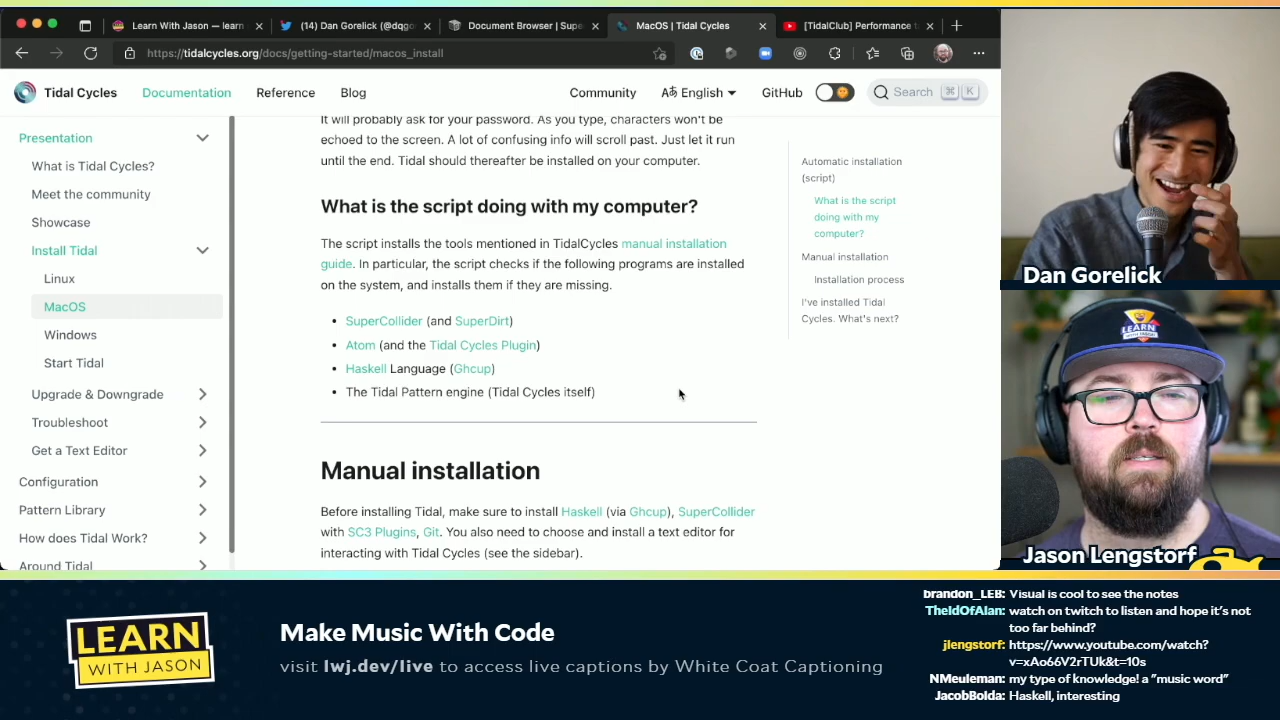 Learn With Jason — learn
(14) Dan Gorelick (@dqgo
Document Browser | Supe
MacOS | Tidal Cycles
[TidalClub] Performance t
https://tidalcycles.org/docs/getting-started/macos_install
Tidal Cycles
Documentation
Reference
Blog
Community
English
GitHub
Search
⌘
K
Presentation
What is Tidal Cycles?
Meet the community
Showcase
Install Tidal
Linux
MacOS
Windows
Start Tidal
Upgrade & Downgrade
Troubleshoot
Get a Text Editor
Configuration
Pattern Library
How does Tidal Work?
Around Tidal
It will probably ask for your password. As you type, characters won't be
echoed to the screen. A lot of confusing info will scroll past. Just let it run
until the end. Tidal should thereafter be installed on your computer.
What is the script doing with my computer?
The script installs the tools mentioned in TidalCycles manual installation
guide. In particular, the script checks if the following programs are installed
on the system, and installs them if they are missing.
• SuperCollider (and SuperDirt)
• Atom (and the Tidal Cycles Plugin)
• Haskell Language (Ghcup)
• The Tidal Pattern engine (Tidal Cycles itself)
Manual installation
Before installing Tidal, make sure to install Haskell (via Ghcup), SuperCollider
with SC3 Plugins, Git. You also need to choose and install a text editor for
interacting with Tidal Cycles (see the sidebar).
Automatic installation
(script)
What is the script
doing with my
computer?
Manual installation
Installation process
I've installed Tidal
Cycles. What's next?
Dan Gorelick
LEARN
WITH JASON
Jason Lengstorf
LEARN
WITH JASON
Make Music With Code
visit lwj.dev/live to access live captions by White Coat Captioning
brandon_LEB: Visual is cool to see the notes
TheIdOfAlan: watch on twitch to listen and hope it's not
too far behind?
jlengstorf: https://www.youtube.com/watch?
v=xAo66V2rTUk&t=10s
NMeuleman: my type of knowledge! a "music word"
JacobBolda: Haskell, interesting